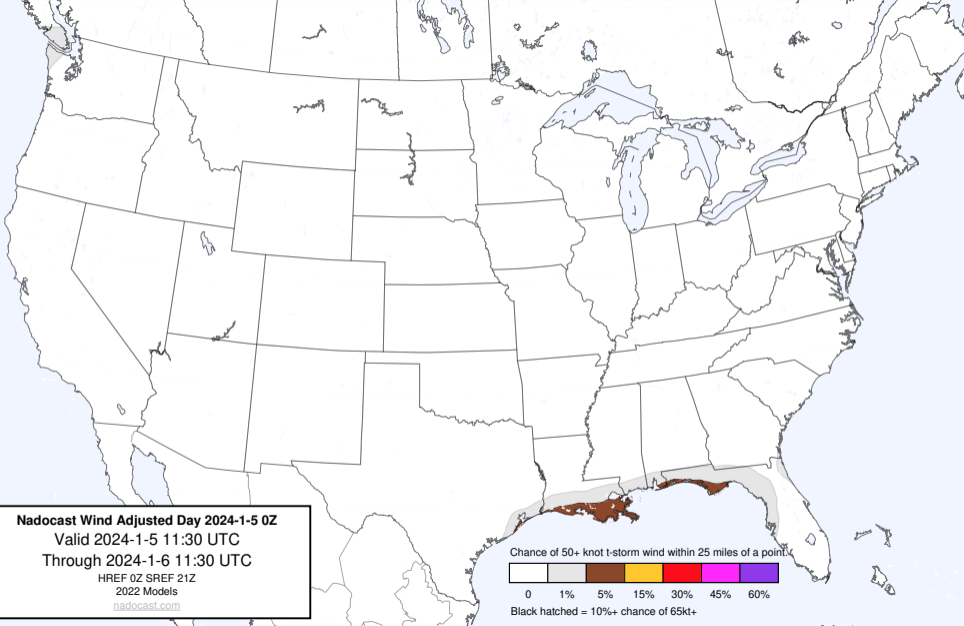 Nadocast Wind Adjusted Day 2024-1-5 0Z
Valid 2024-1-5 11:30 UTC
Through 2024-1-6 11:30 UTC
HREF 0Z SREF 21Z
2022 Models
nadocast.com
Chance of 50+ knot t-storm wind within 25 miles of a point.
0 1% 5% 15% 30% 45% 60%
Black hatched = 10%+ chance of 65kt+